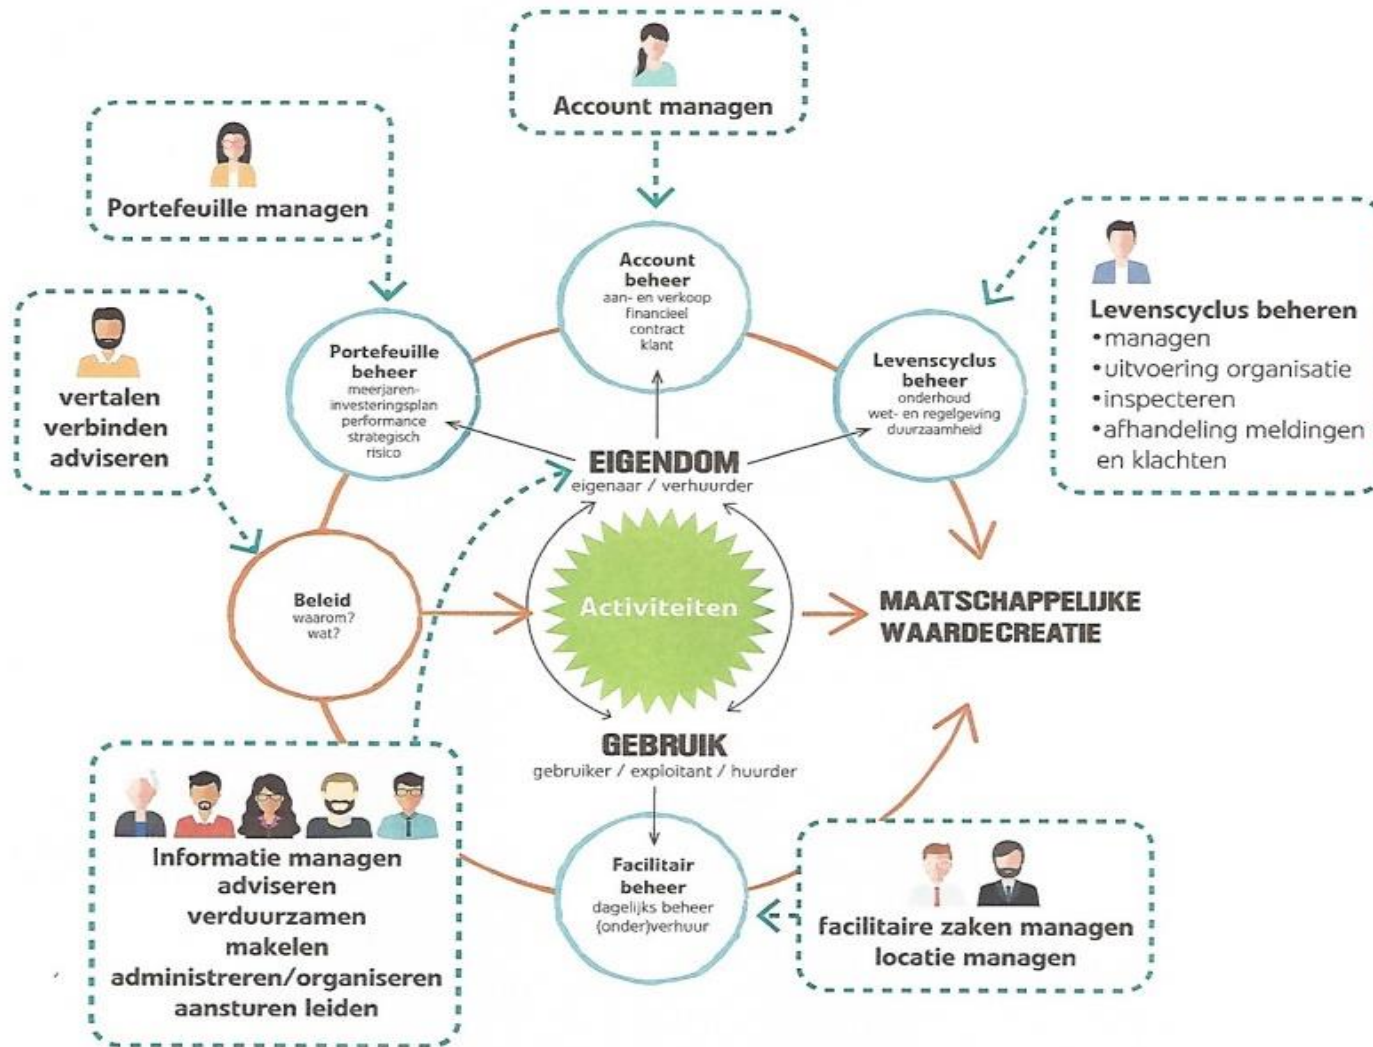 Account managen
Portefeuille managen
Account
beheer
aan- en verkoop
financieel
contract
klant
Levenscyclus beheren
•managen
•uitvoering organisatie
•inspecteren
•afhandeling meldingen
en klachten
vertalen
verbinden
adviseren
Portefeuille
beheer
meerjaren-
investeringsplan
performance
strategisch
risico
Levenscyclus
beheer
onderhoud
wet- en regelgeving
duurzaamheid
EIGENDOM
eigenaar / verhuurder
Beleid
waarom?
wat?
Activiteiten
MAATSCHAPPELIJKE
WAARDECREATIE
GEBRUIK
gebruiker / exploitant / huurder
Informatie managen
adviseren
verduurzamen
makelen
administreren/organiseren
aansturen leiden
Facilitair
beheer
dagelijks beheer
(onder)verhuur
facilitaire zaken managen
locatie managen